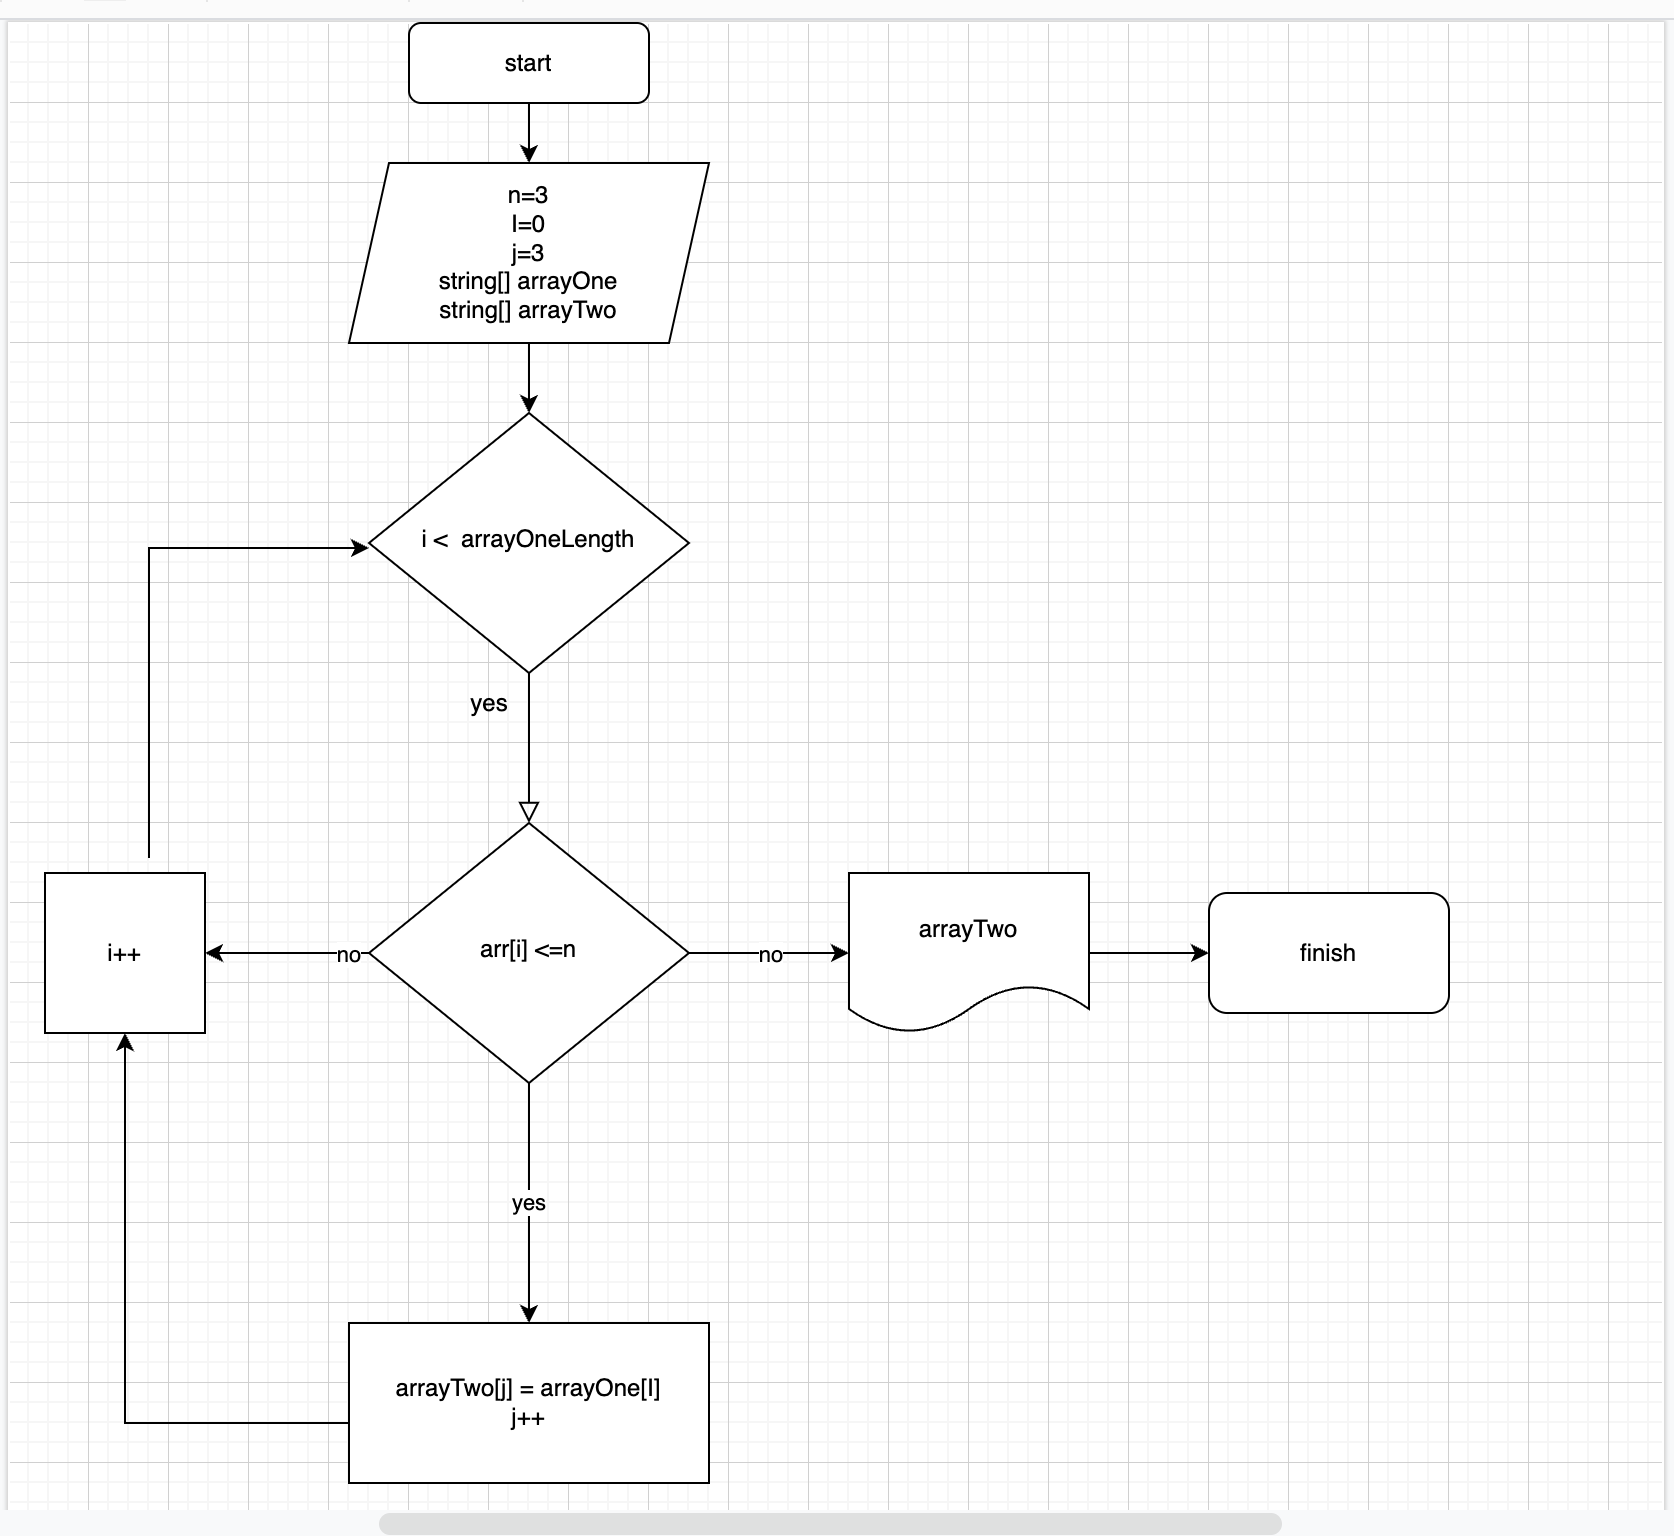 start
n=3
I=0
j=3
string[] arrayOne
string[] arrayTwo
i <  arrayOneLength
yes
i++
no
arr[i] <=n
no
arrayTwo
finish
yes
arrayTwo[j] = arrayOne[I]
j++